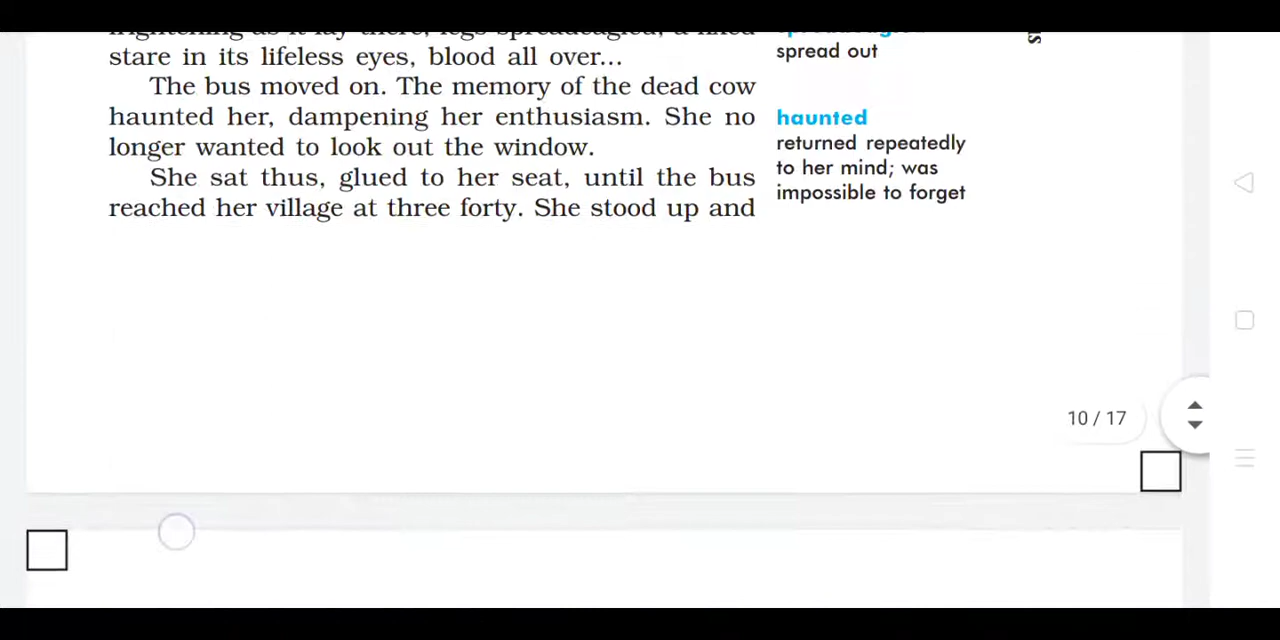 stare in its lifeless eyes, blood all over...
The bus moved on. The memory of the dead cow
haunted her, dampening her enthusiasm. She no
longer wanted to look out the window.
She sat thus, glued to her seat, until the bus
reached her village at three forty. She stood up and
spread out
haunted
returned repeatedly
to her mind; was
impossible to forget
10 / 17